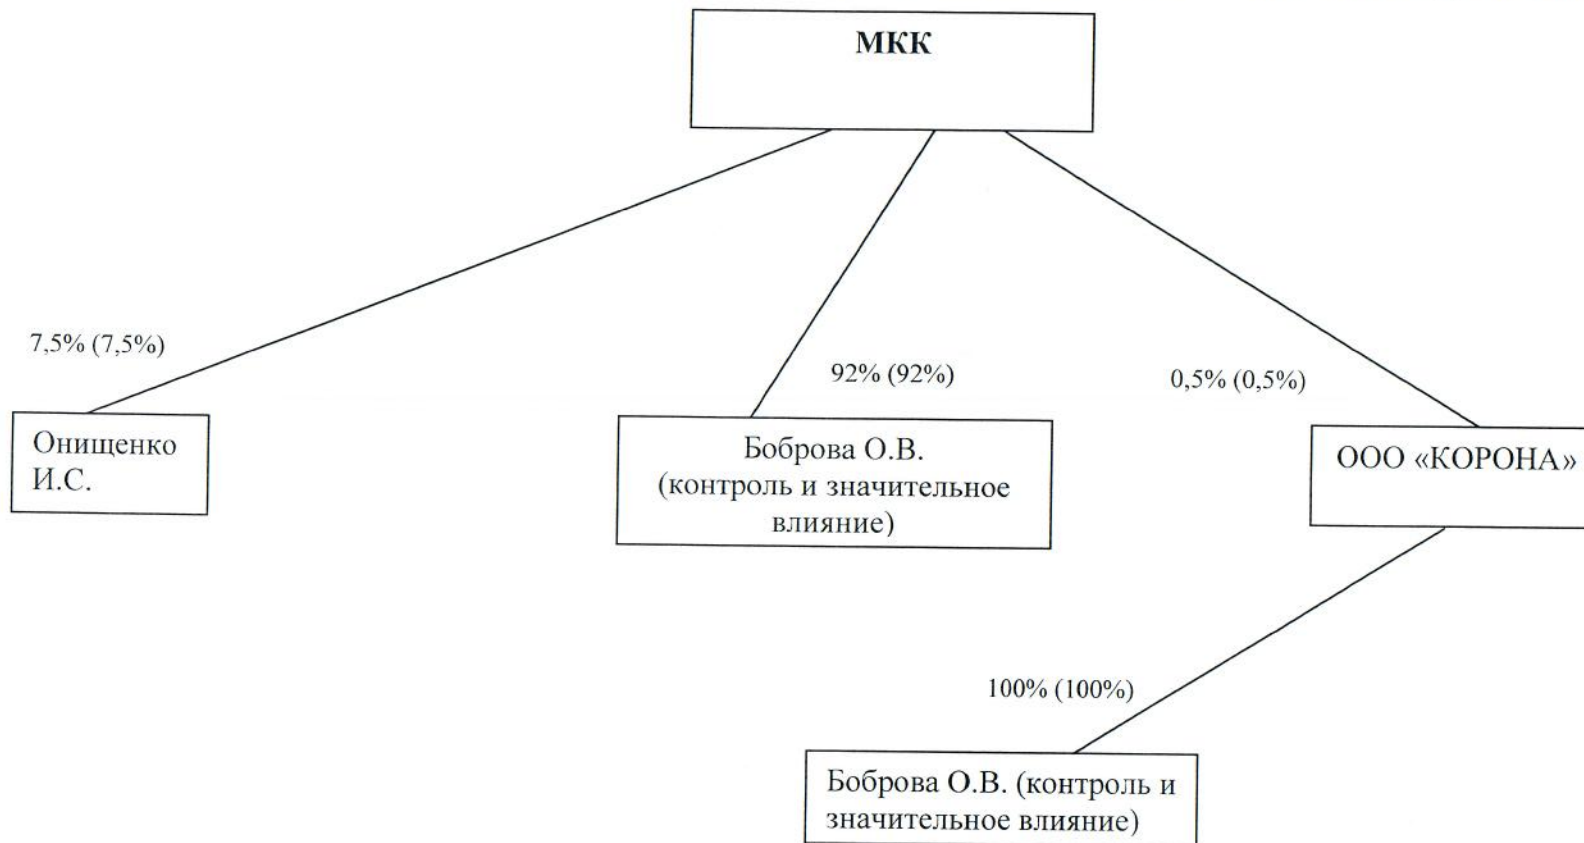 МКК
7,5% (7,5%)
92% (92%)
0,5% (0,5%)
Онищенко
И.С.
Боброва О.В.
(контроль и значительное
влияние)
ООО «КОРОНА»
100% (100%)
Боброва О.В. (контроль и
значительное влияние)